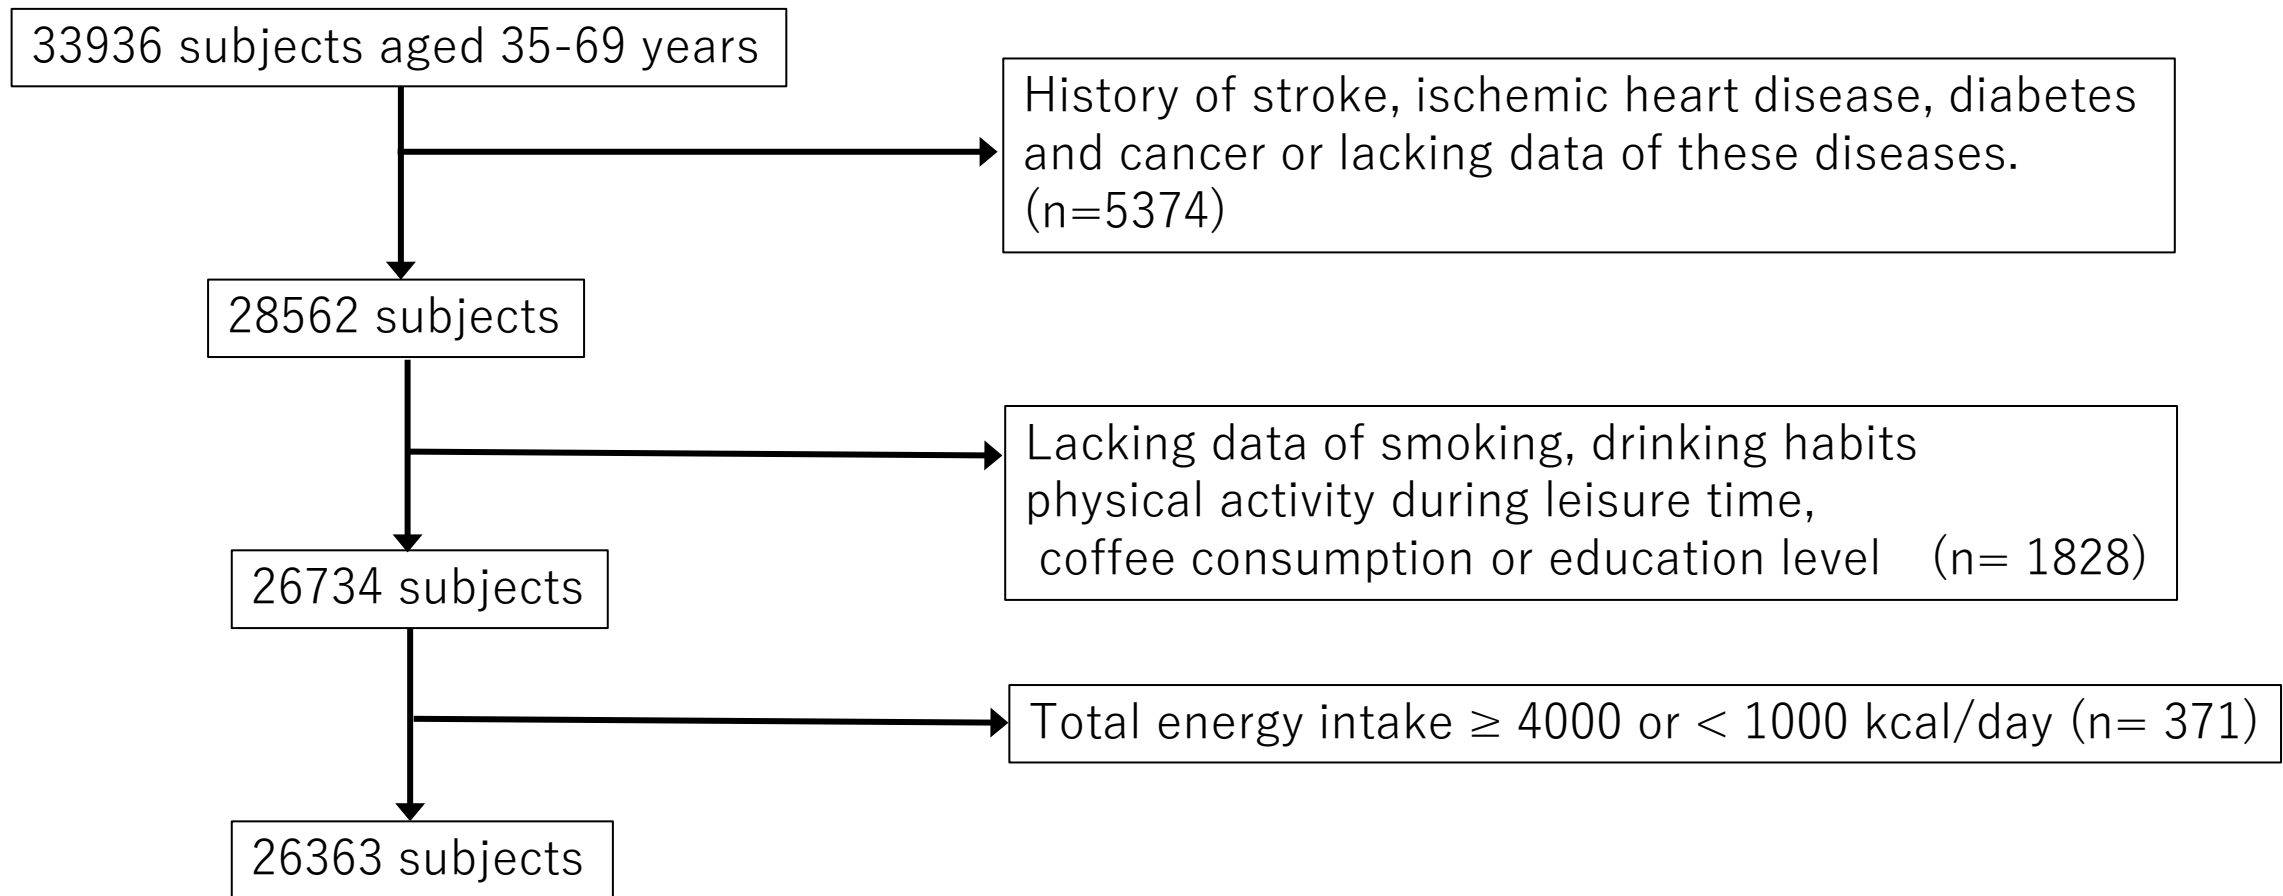 33936 subjects aged 35-69 years
History of stroke, ischemic heart disease, diabetes
and cancer or lacking data of these diseases.
(n=5374)
28562 subjects
Lacking data of smoking, drinking habits
physical activity during leisure time,
coffee consumption or education level (n= 1828)
26734 subjects
Total energy intake ≥ 4000 or < 1000 kcal/day (n= 371)
26363 subjects